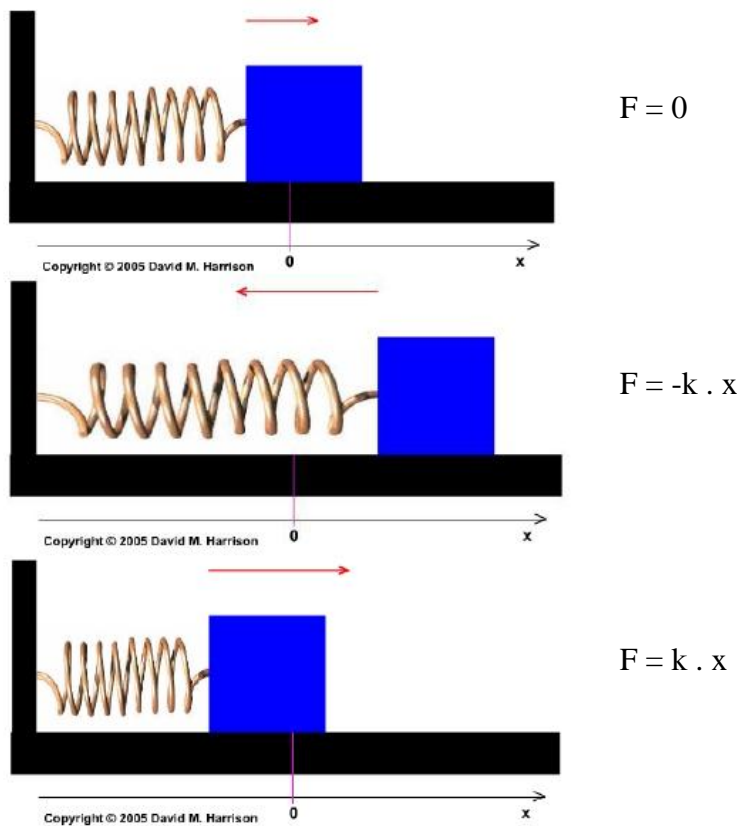 F = 0
0
x
Copyright © 2005 David M. Harrison
F = -k . x
0
x
Copyright © 2005 David M. Harrison
F = k . x
0
x
Copyright © 2005 David M. Harrison